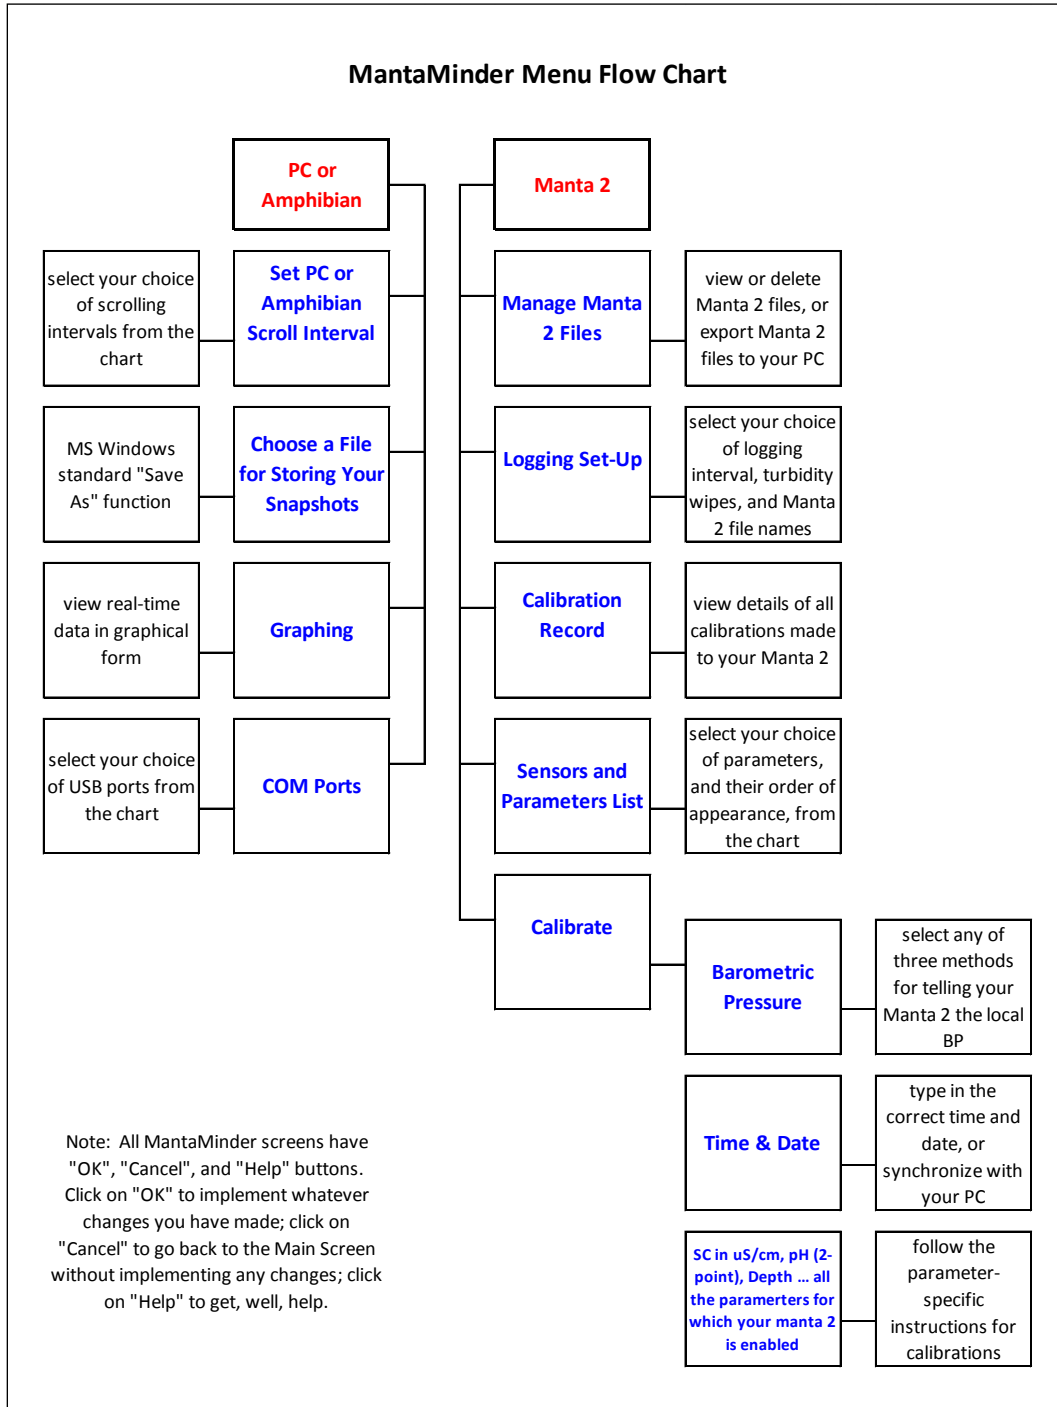 MantaMinder Menu Flow Chart
PC or
Amphibian
Manta 2
select your choice
of scrolling
intervals from the
chart
Set PC or
Amphibian
Scroll Interval
Manage Manta
2 Files
view or delete
Manta 2 files, or
export Manta 2
files to your PC
MS Windows
standard "Save
As" function
Choose a File
for Storing Your
Snapshots
Logging Set-Up
select your choice
of logging
interval, turbidity
wipes, and Manta
2 file names
view real-time
data in graphical
form
Graphing
Calibration
Record
view details of all
calibrations made
to your Manta 2
select your choice
of USB ports from
the chart
COM Ports
Sensors and
Parameters List
select your choice
of parameters,
and their order of
appearance, from
the chart
Calibrate
Barometric
Pressure
select any of
three methods
for telling your
Manta 2 the local
BP
Time & Date
type in the
correct time and
date, or
synchronize with
your PC
SC in uS/cm, pH (2-
point), Depth ... all
the paramerters for
which your manta 2
is enabled
follow the
parameter-
specific
instructions for
calibrations
Note:  All MantaMinder screens have
"OK", "Cancel", and "Help" buttons.
Click on "OK" to implement whatever
changes you have made; click on
"Cancel" to go back to the Main Screen
without implementing any changes; click
on "Help" to get, well, help.